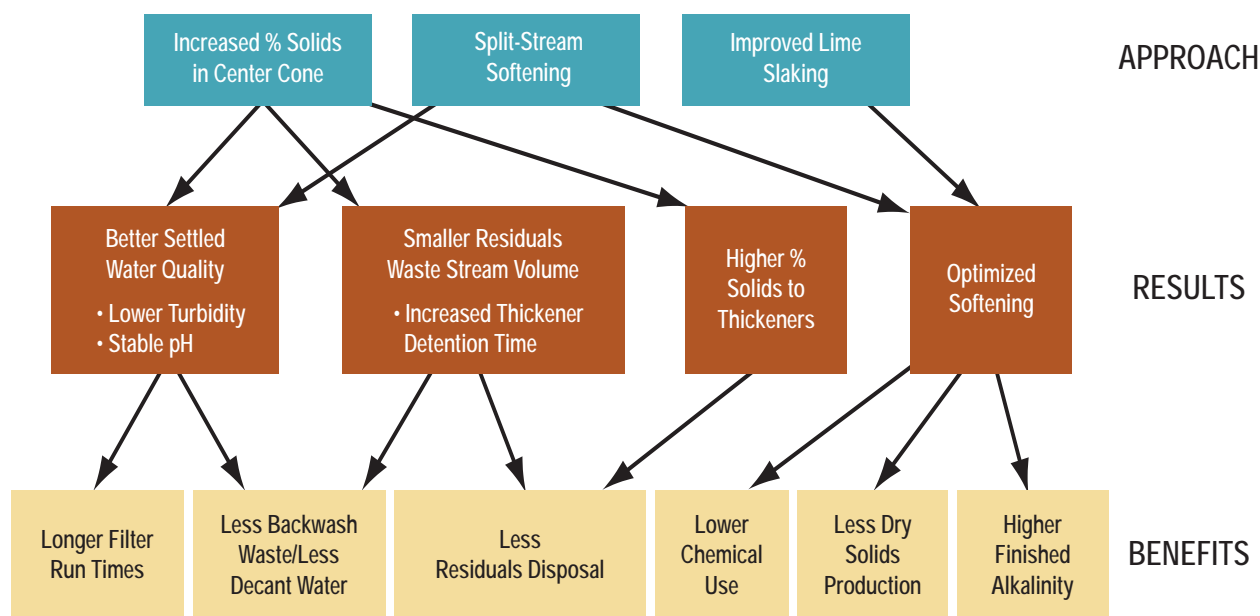 Increased % Solids
in Center Cone
Split-Stream
Softening
Improved Lime
Slaking
APPROACH
Better Settled
Water Quality
• Lower Turbidity
• Stable pH
Smaller Residuals
Waste Stream Volume
• Increased Thickener
Detention Time
Higher %
Solids to
Thickeners
Optimized
Softening
RESULTS
Longer Filter
Run Times
Less Backwash
Waste/Less
Decant Water
Less
Residuals Disposal
Lower
Chemical
Use
Less Dry
Solids
Production
Higher
Finished
Alkalinity
BENEFITS